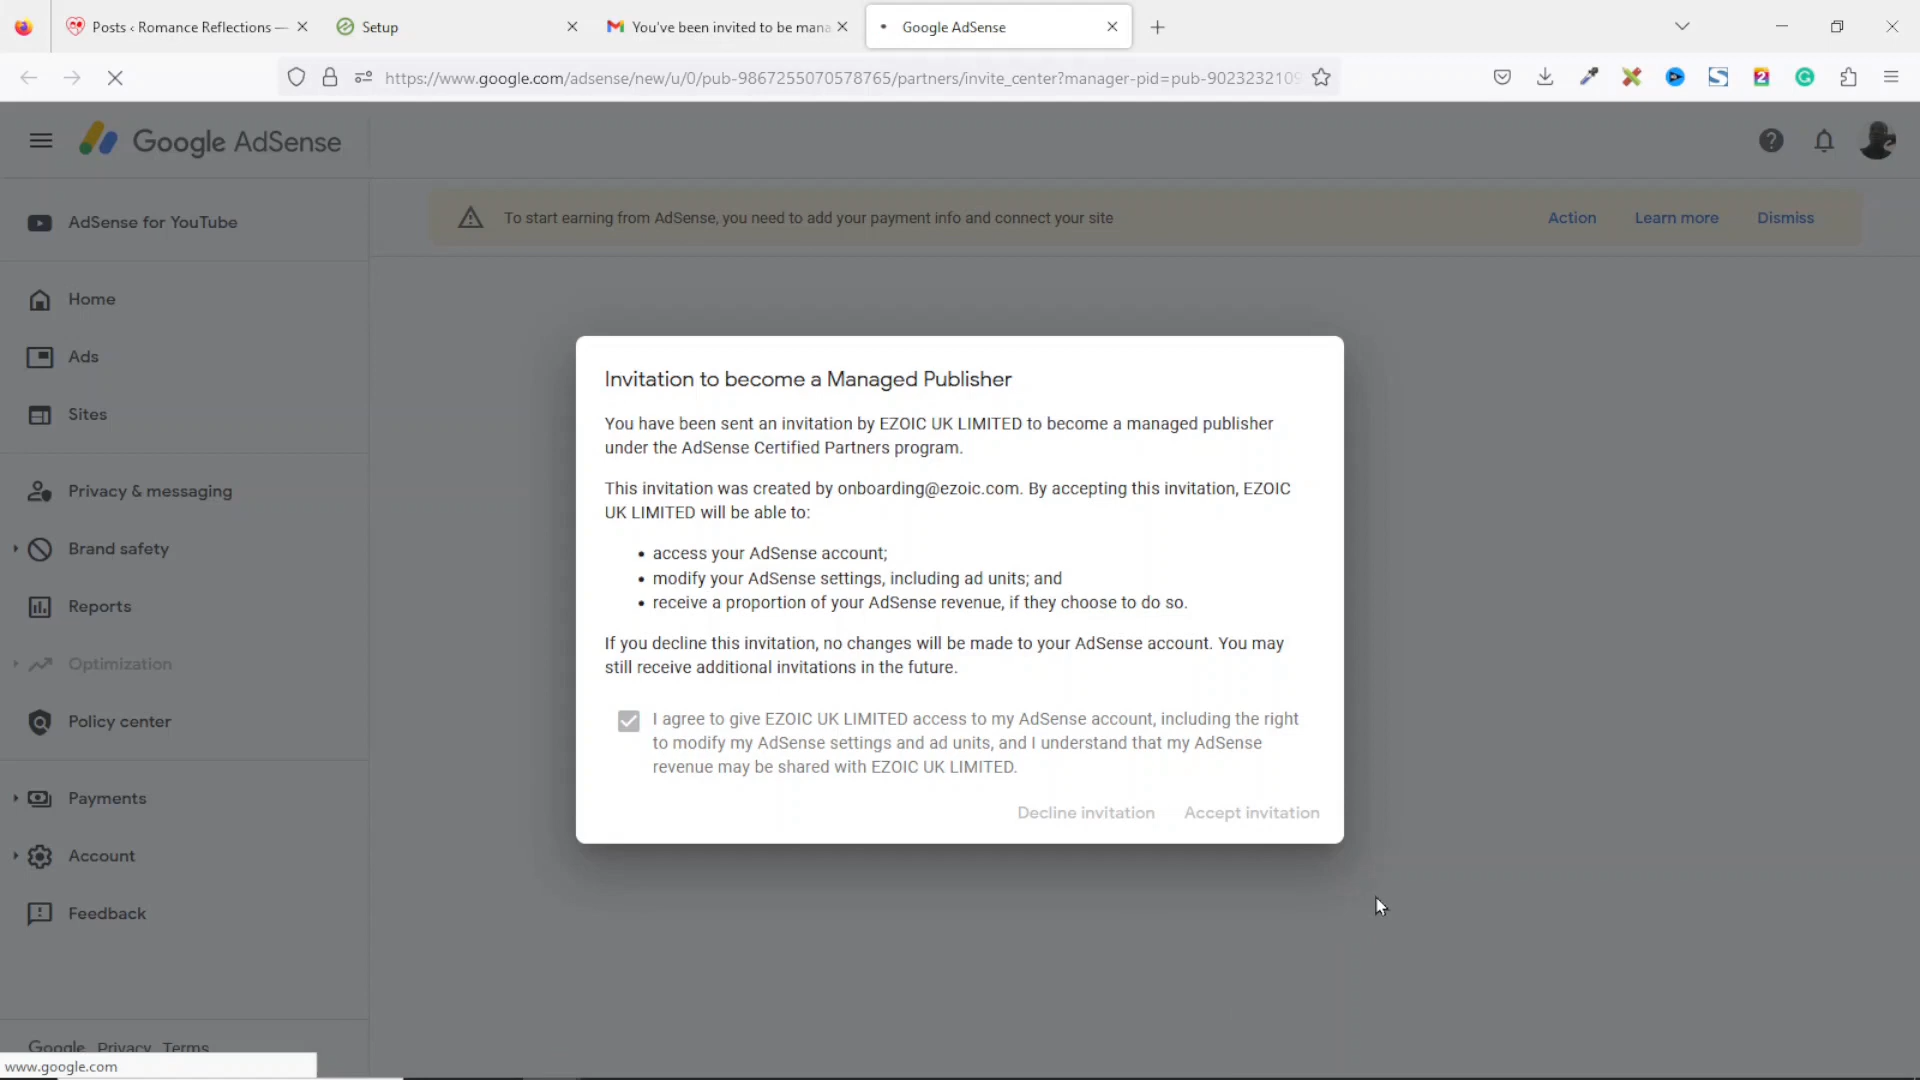 Posts ‹ Romance Reflections —
Setup
You've been invited to be mana
Google AdSense
https://www.google.com/adsense/new/u/0/pub-9867255070578765/partners/invite_center?manager-pid=pub-9023232109
Google AdSense
AdSense for YouTube
To start earning from AdSense, you need to add your payment info and connect your site
Action
Learn more
Dismiss
Home
Ads
Sites
Privacy & messaging
Brand safety
Reports
Optimization
Policy center
Payments
Account
Feedback
Invitation to become a Managed Publisher
You have been sent an invitation by EZOIC UK LIMITED to become a managed publisher
under the AdSense Certified Partners program.
This invitation was created by onboarding@ezoic.com. By accepting this invitation, EZOIC
UK LIMITED will be able to:
• access your AdSense account;
• modify your AdSense settings, including ad units; and
• receive a proportion of your AdSense revenue, if they choose to do so.
If you decline this invitation, no changes will be made to your AdSense account. You may
still receive additional invitations in the future.
I agree to give EZOIC UK LIMITED access to my AdSense account, including the right
to modify my AdSense settings and ad units, and I understand that my AdSense
revenue may be shared with EZOIC UK LIMITED.
Decline invitation
Accept invitation
Google Privacy Terms
www.google.com